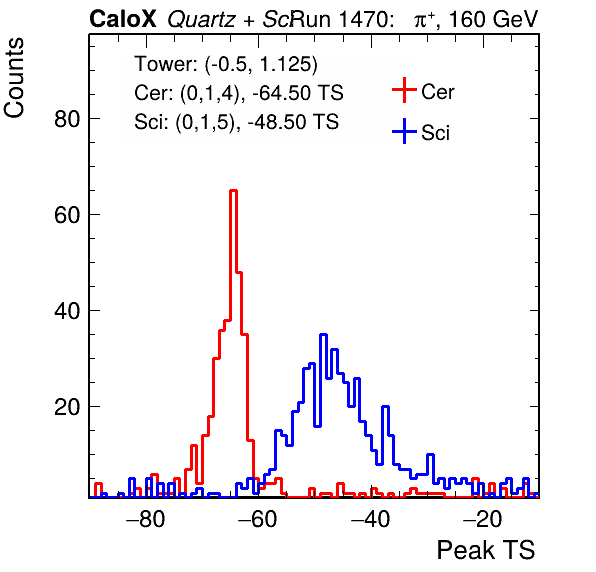 CaloX Quartz + ScRun 1470: π⁺, 160 GeV
Counts
Tower: (-0.5, 1.125)
Cer: (0,1,4), -64.50 TS
Sci: (0,1,5), -48.50 TS
Cer
Sci
80
60
40
20
−80 −60 −40 −20
Peak TS